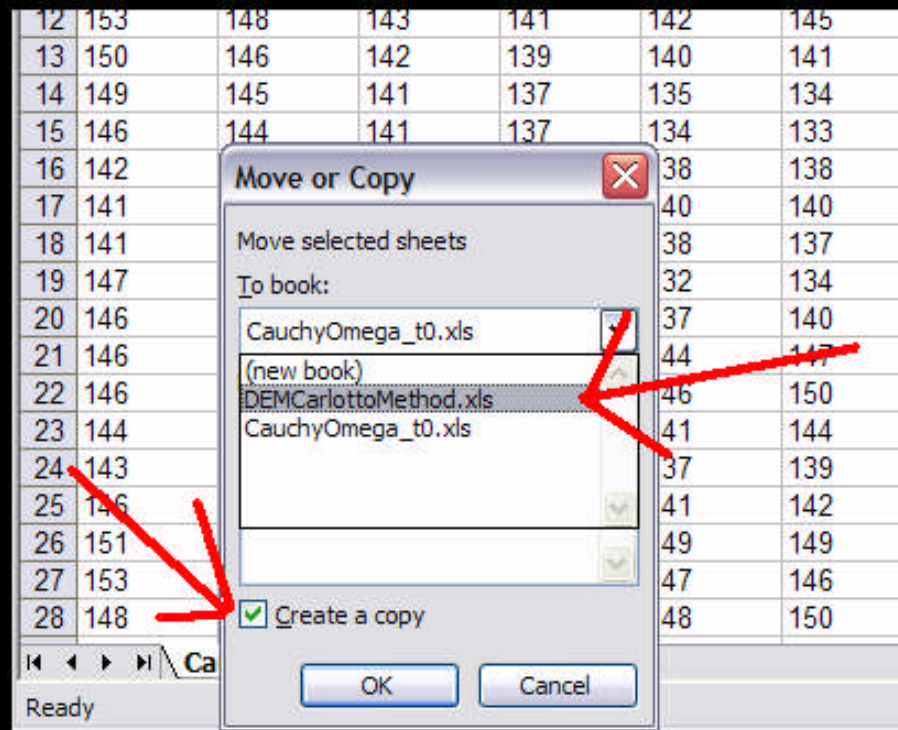 12 153 148 143 141 142 145
13 150 146 142 139 140 141
14 149 145 141 137 135 134
15 146 144 141 137 134 133
16 142 38 138
17 141 40 140
18 141 38 137
19 147 32 134
20 146 37 140
21 146 44 147
22 146 46 150
23 144 41 144
24 143 37 139
25 146 41 142
26 151 49 149
27 153 47 146
28 148 48 150
Move or Copy
Move selected sheets
To book:
CauchyOmega_t0.xls
(new book)
DEMCarlottoMethod.xls
CauchyOmega_t0.xls
Create a copy
OK Cancel
Ca
Ready